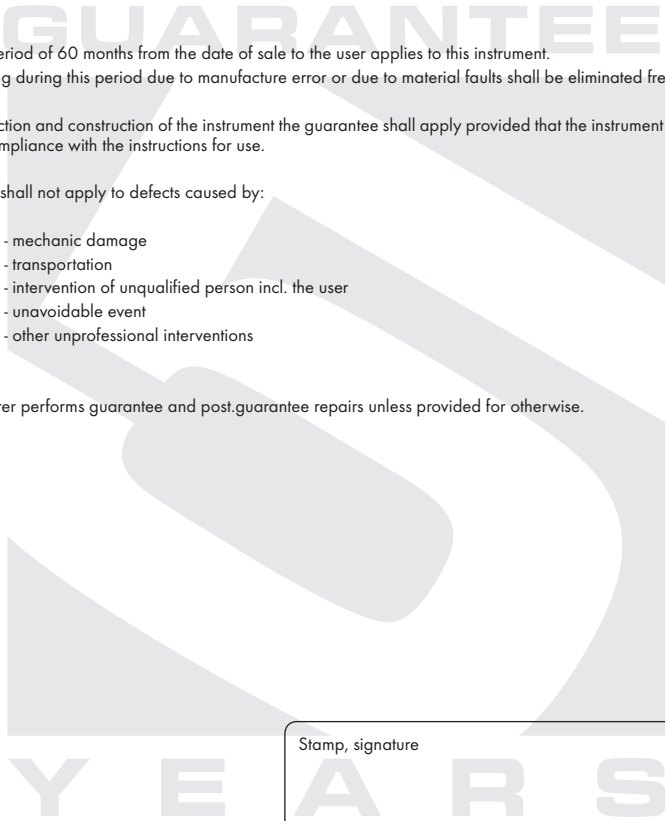 GUARANTEE
eriod of 60 months from the date of sale to the user applies to this instrument.
g during this period due to manufacture error or due to material faults shall be eliminated fre
ction and construction of the instrument the guarantee shall apply provided that the instrument
mpliance with the instructions for use.
shall not apply to defects caused by:
- mechanic damage
- transportation
- intervention of unqualified person incl. the user
- unavoidable event
- other unprofessional interventions
rer performs guarantee and post.guarantee repairs unless provided for otherwise.
5
Stamp, signature
YEARS